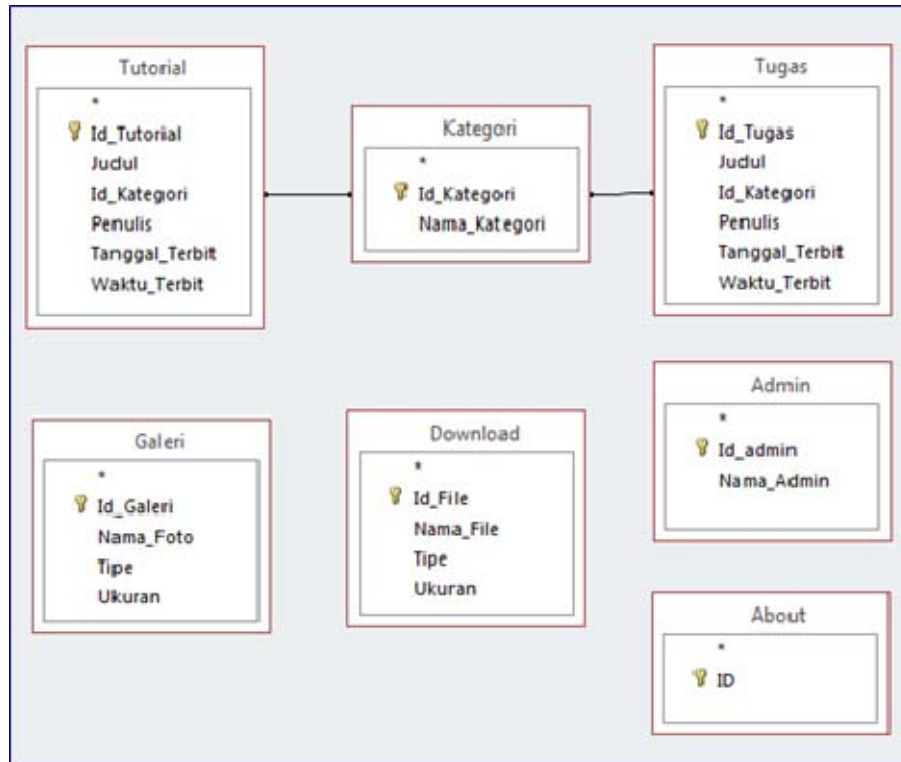 Tutorial
*
Id_Tutorial
Judul
Id_Kategori
Penulis
Tanggal_Terbit
Waktu_Terbit
Kategori
*
Id_Kategori
Nama_Kategori
Tugas
*
Id_Tugas
Judul
Id_Kategori
Penulis
Tanggal_Terbit
Waktu_Terbit
Galeri
*
Id_Galeri
Nama_Foto
Tipe
Ukuran
Download
*
Id_File
Nama_File
Tipe
Ukuran
Admin
*
Id_admin
Nama_Admin
About
*
ID